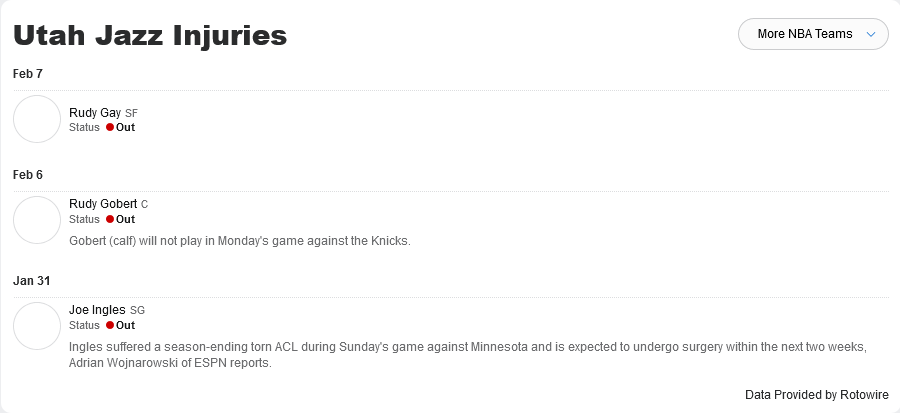 Utah Jazz Injuries
More NBA Teams
Feb 7
Rudy Gay SF
Status Out
Feb 6
Rudy Gobert C
Status Out
Gobert (calf) will not play in Monday's game against the Knicks.
Jan 31
Joe Ingles SG
Status Out
Ingles suffered a season-ending torn ACL during Sunday's game against Minnesota and is expected to undergo surgery within the next two weeks,
Adrian Wojnarowski of ESPN reports.
Data Provided by Rotowire